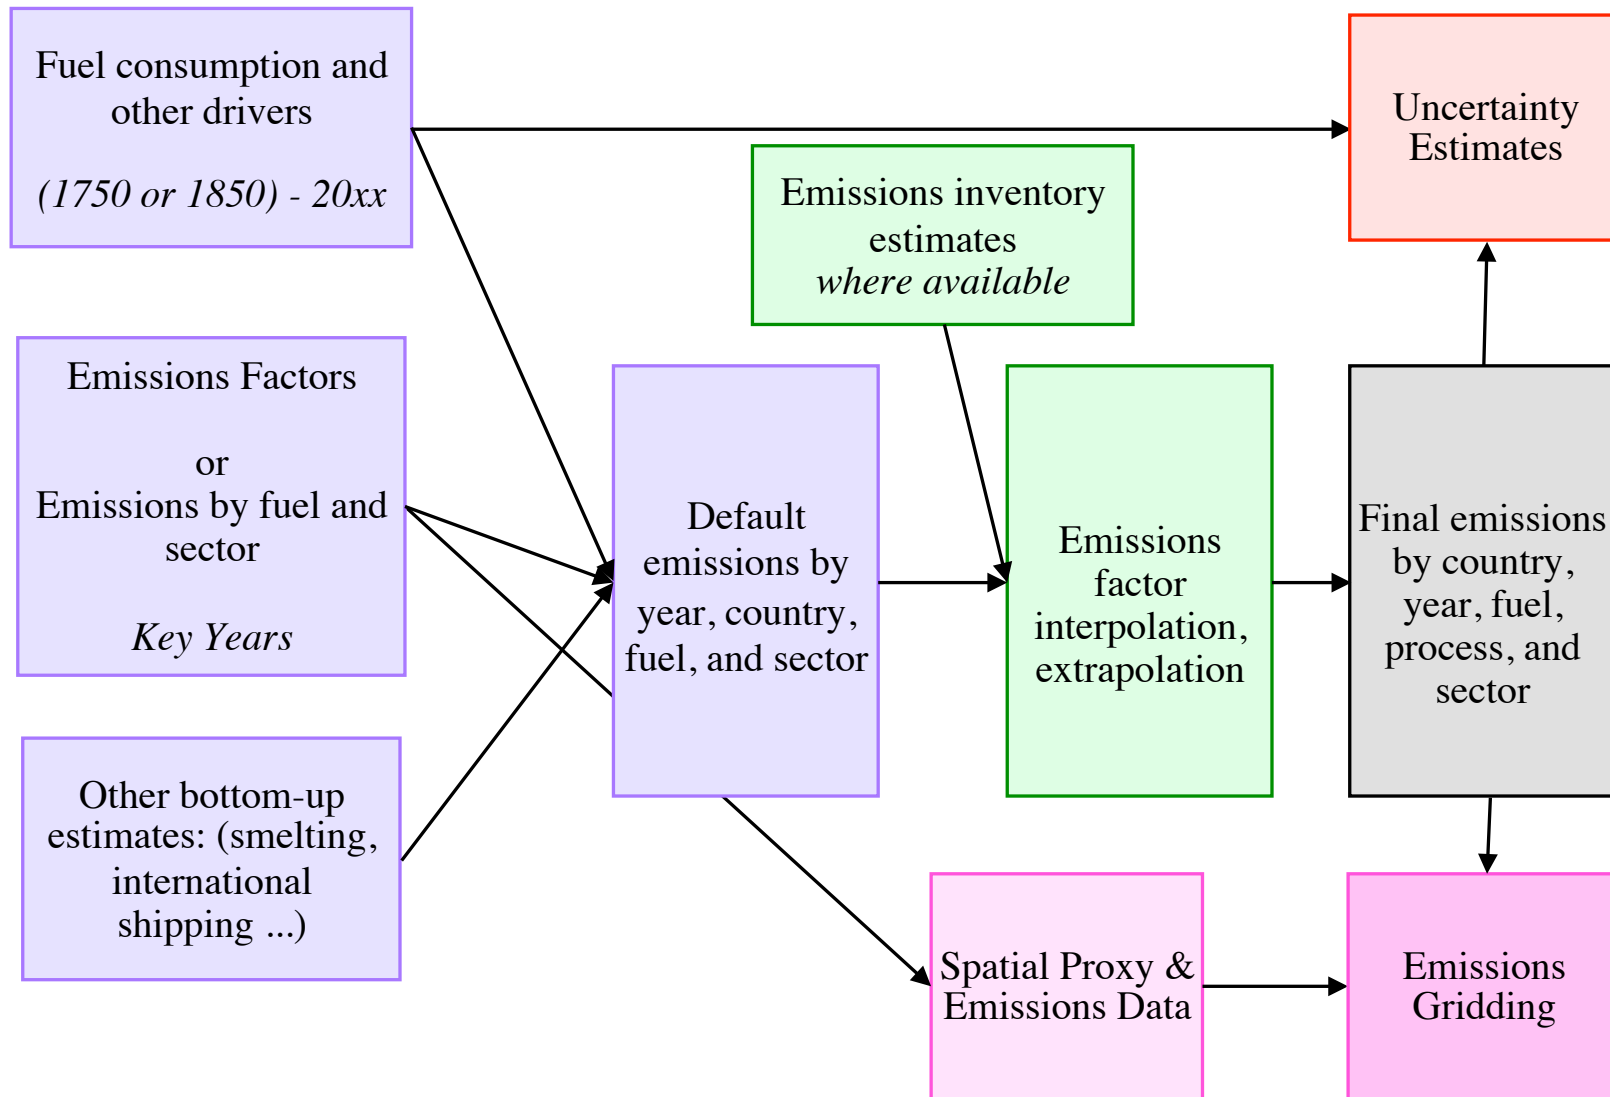 Fuel consumption and
other drivers
(1750 or 1850) - 20xx
Uncertainty
Estimates
Emissions inventory
estimates
where available
Emissions Factors
or
Emissions by fuel and
sector
Key Years
Default
emissions by
year, country,
fuel, and sector
Emissions
factor
interpolation,
extrapolation
Final emissions
by country,
year, fuel,
process, and
sector
Other bottom-up
estimates: (smelting,
international
shipping ...)
Spatial Proxy &
Emissions Data
Emissions
Gridding